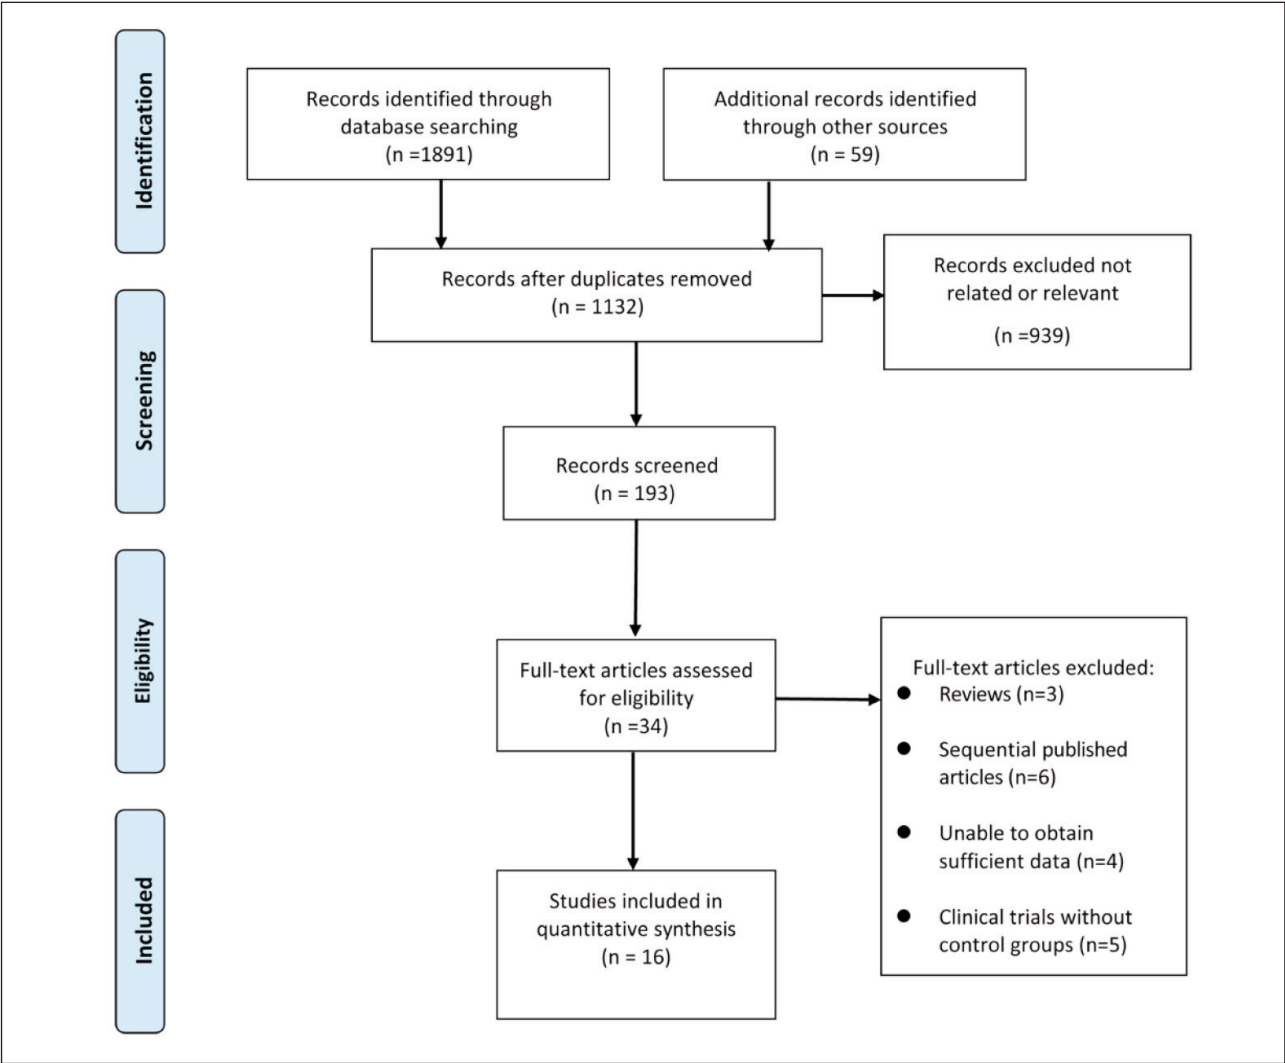 Identification
Records identified through
database searching
(n =1891)
Additional records identified
through other sources
(n = 59)
Records after duplicates removed
(n = 1132)
Records excluded not
related or relevant
(n =939)
Screening
Records screened
(n = 193)
Eligibility
Full-text articles assessed
for eligibility
(n =34)
Full-text articles excluded:
● Reviews (n=3)
● Sequential published
articles (n=6)
● Unable to obtain
sufficient data (n=4)
● Clinical trials without
control groups (n=5)
Included
Studies included in
quantitative synthesis
(n = 16)